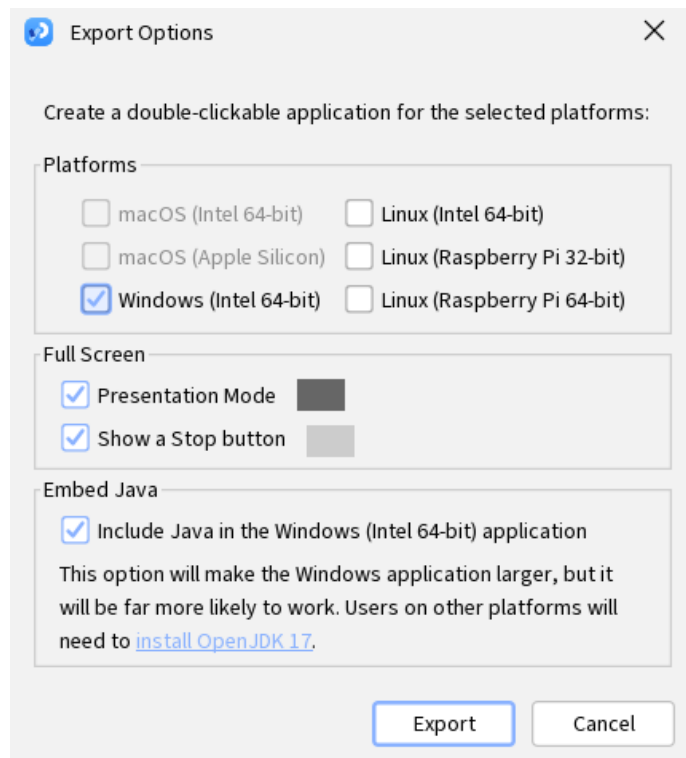 Export Options
Create a double-clickable application for the selected platforms:
Platforms
macOS (Intel 64-bit)
Linux (Intel 64-bit)
macOS (Apple Silicon)
Linux (Raspberry Pi 32-bit)
Windows (Intel 64-bit)
Linux (Raspberry Pi 64-bit)
Full Screen
Presentation Mode
Show a Stop button
Embed Java
Include Java in the Windows (Intel 64-bit) application
This option will make the Windows application larger, but it
will be far more likely to work. Users on other platforms will
need to install OpenJDK 17.
Export
Cancel